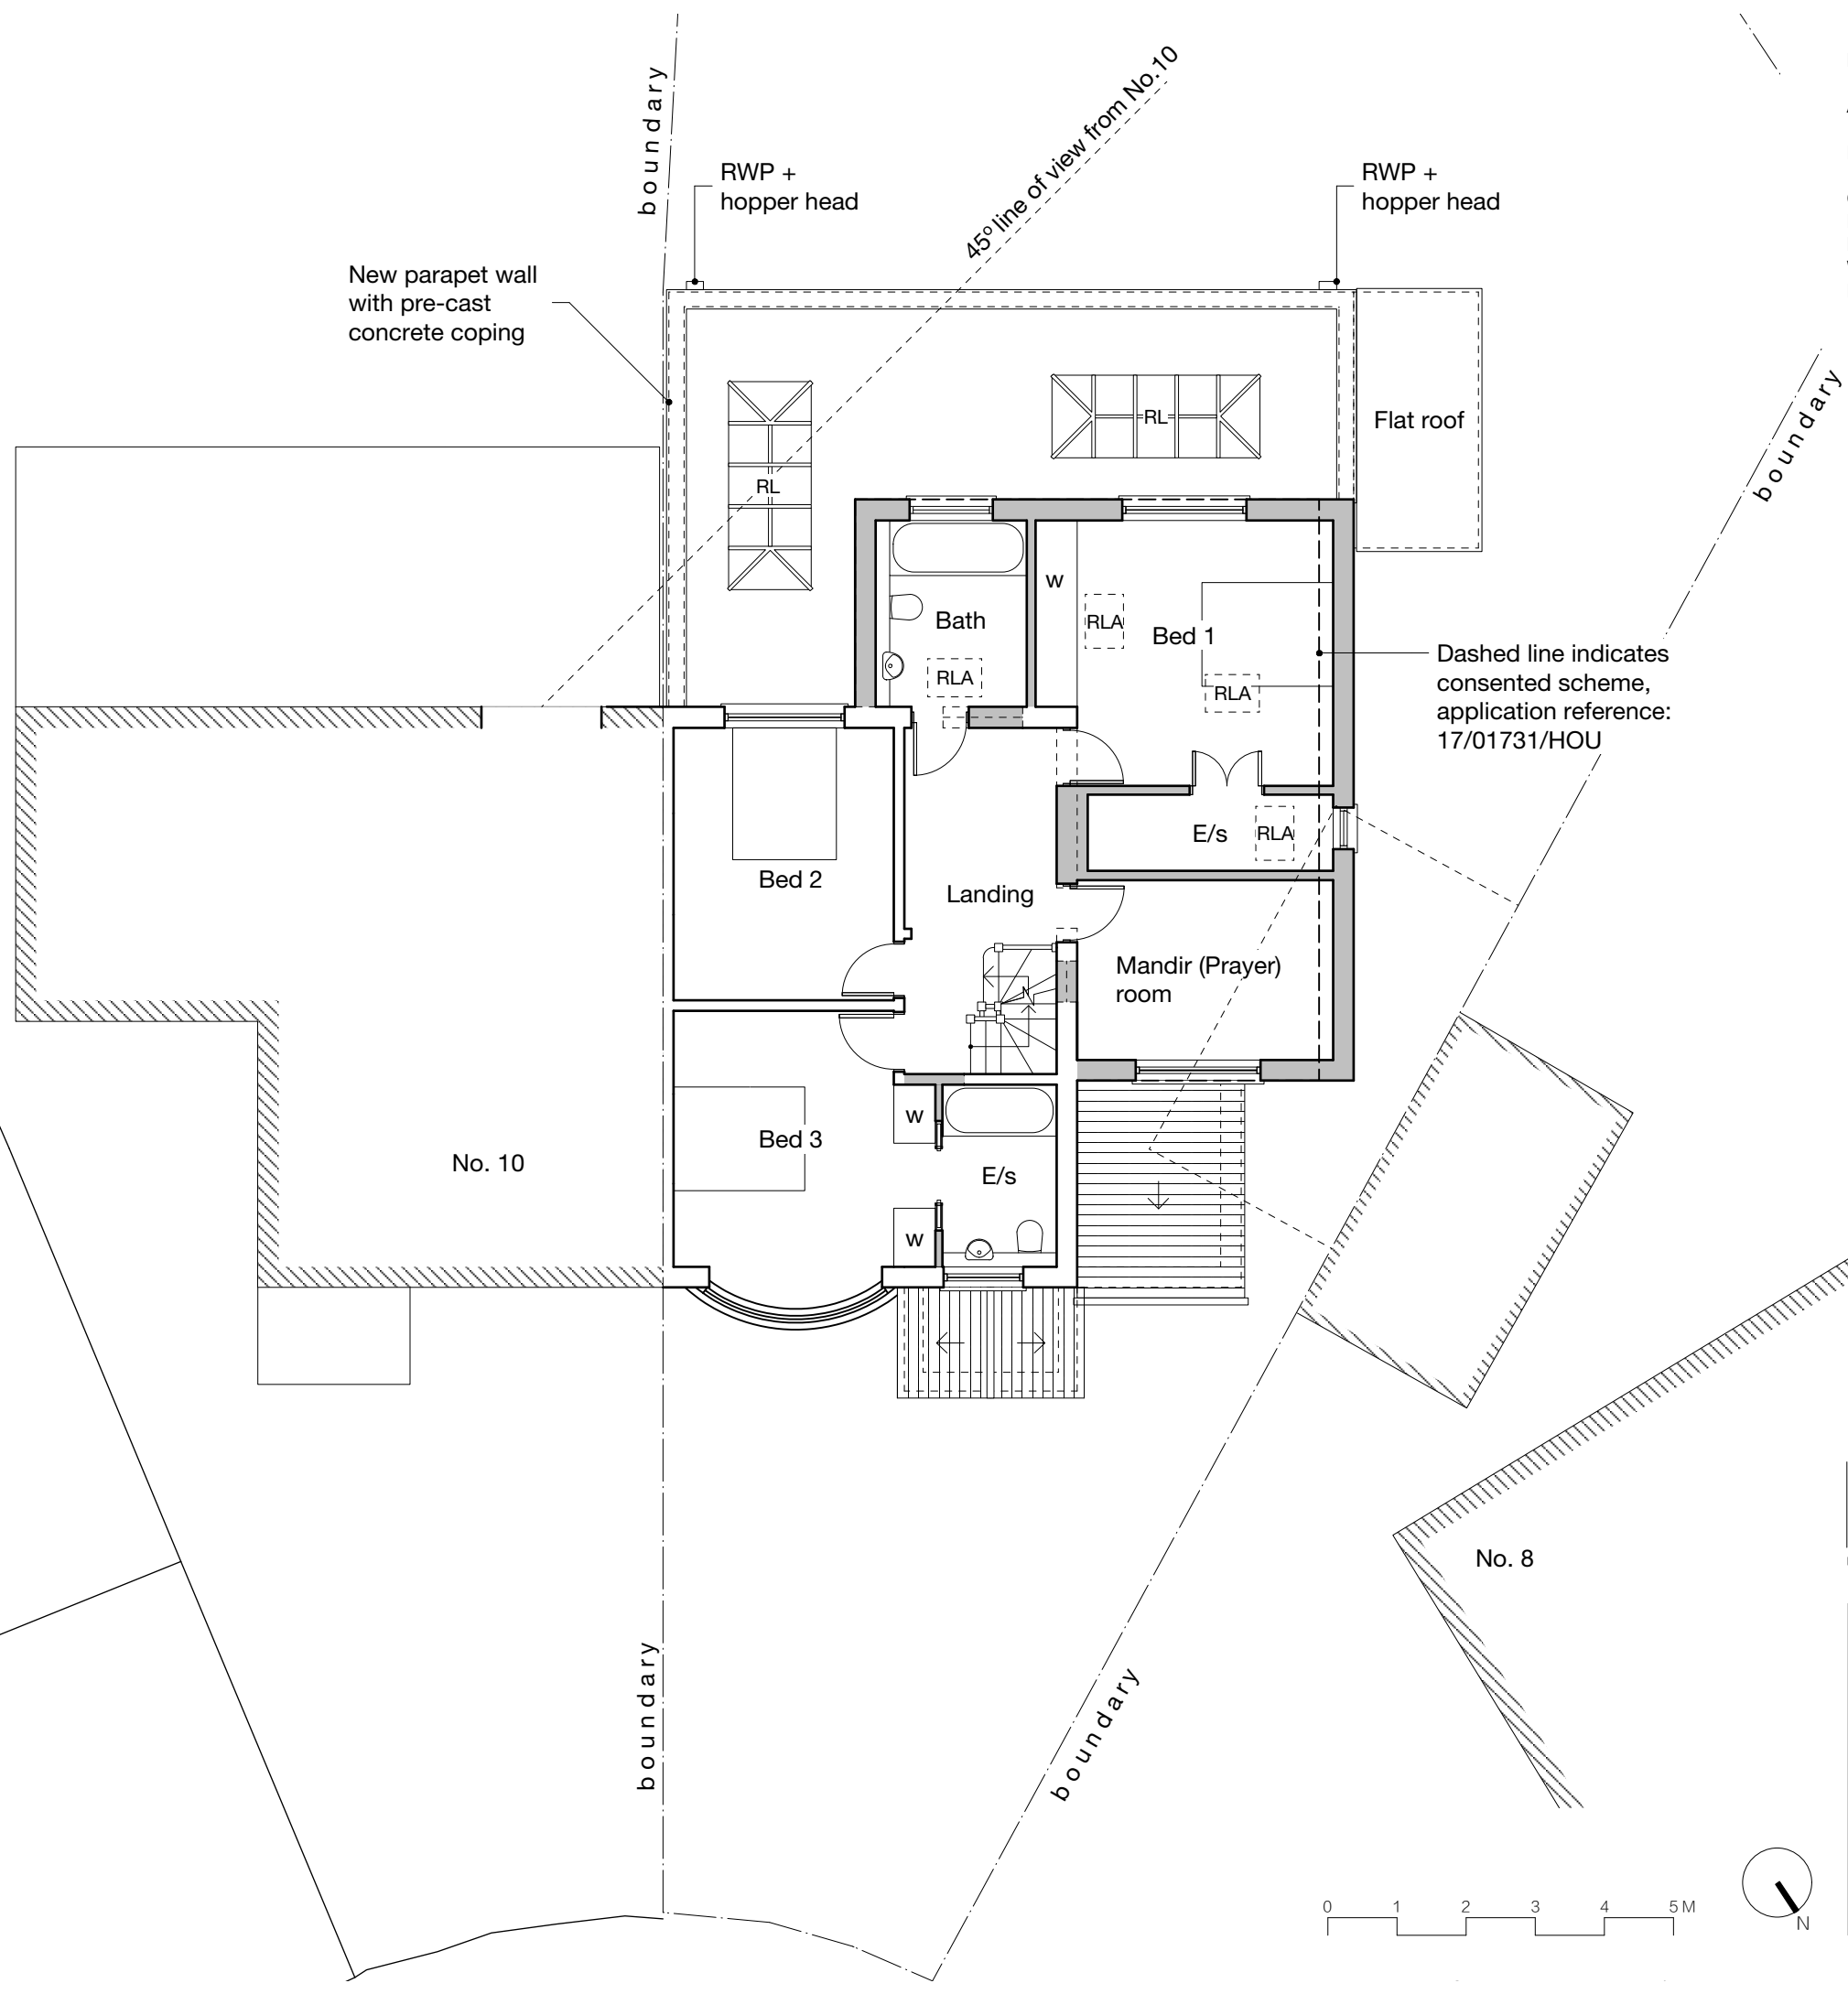 boundary
45º line of view from No.10
RWP +
hopper head
RWP +
hopper head
New parapet wall
with pre-cast
concrete coping
boundary
RL
Flat roof
RL
w
Bath
RLA
Bed 1
RLA
RLA
Dashed line indicates
consented scheme,
application reference:
17/01731/HOU
E/s
RLA
Bed 2
Landing
Mandir (Prayer)
room
w
Bed 3
No. 10
E/s
w
No. 8
boundary
boundary
0 1 2 3 4 5 M
N